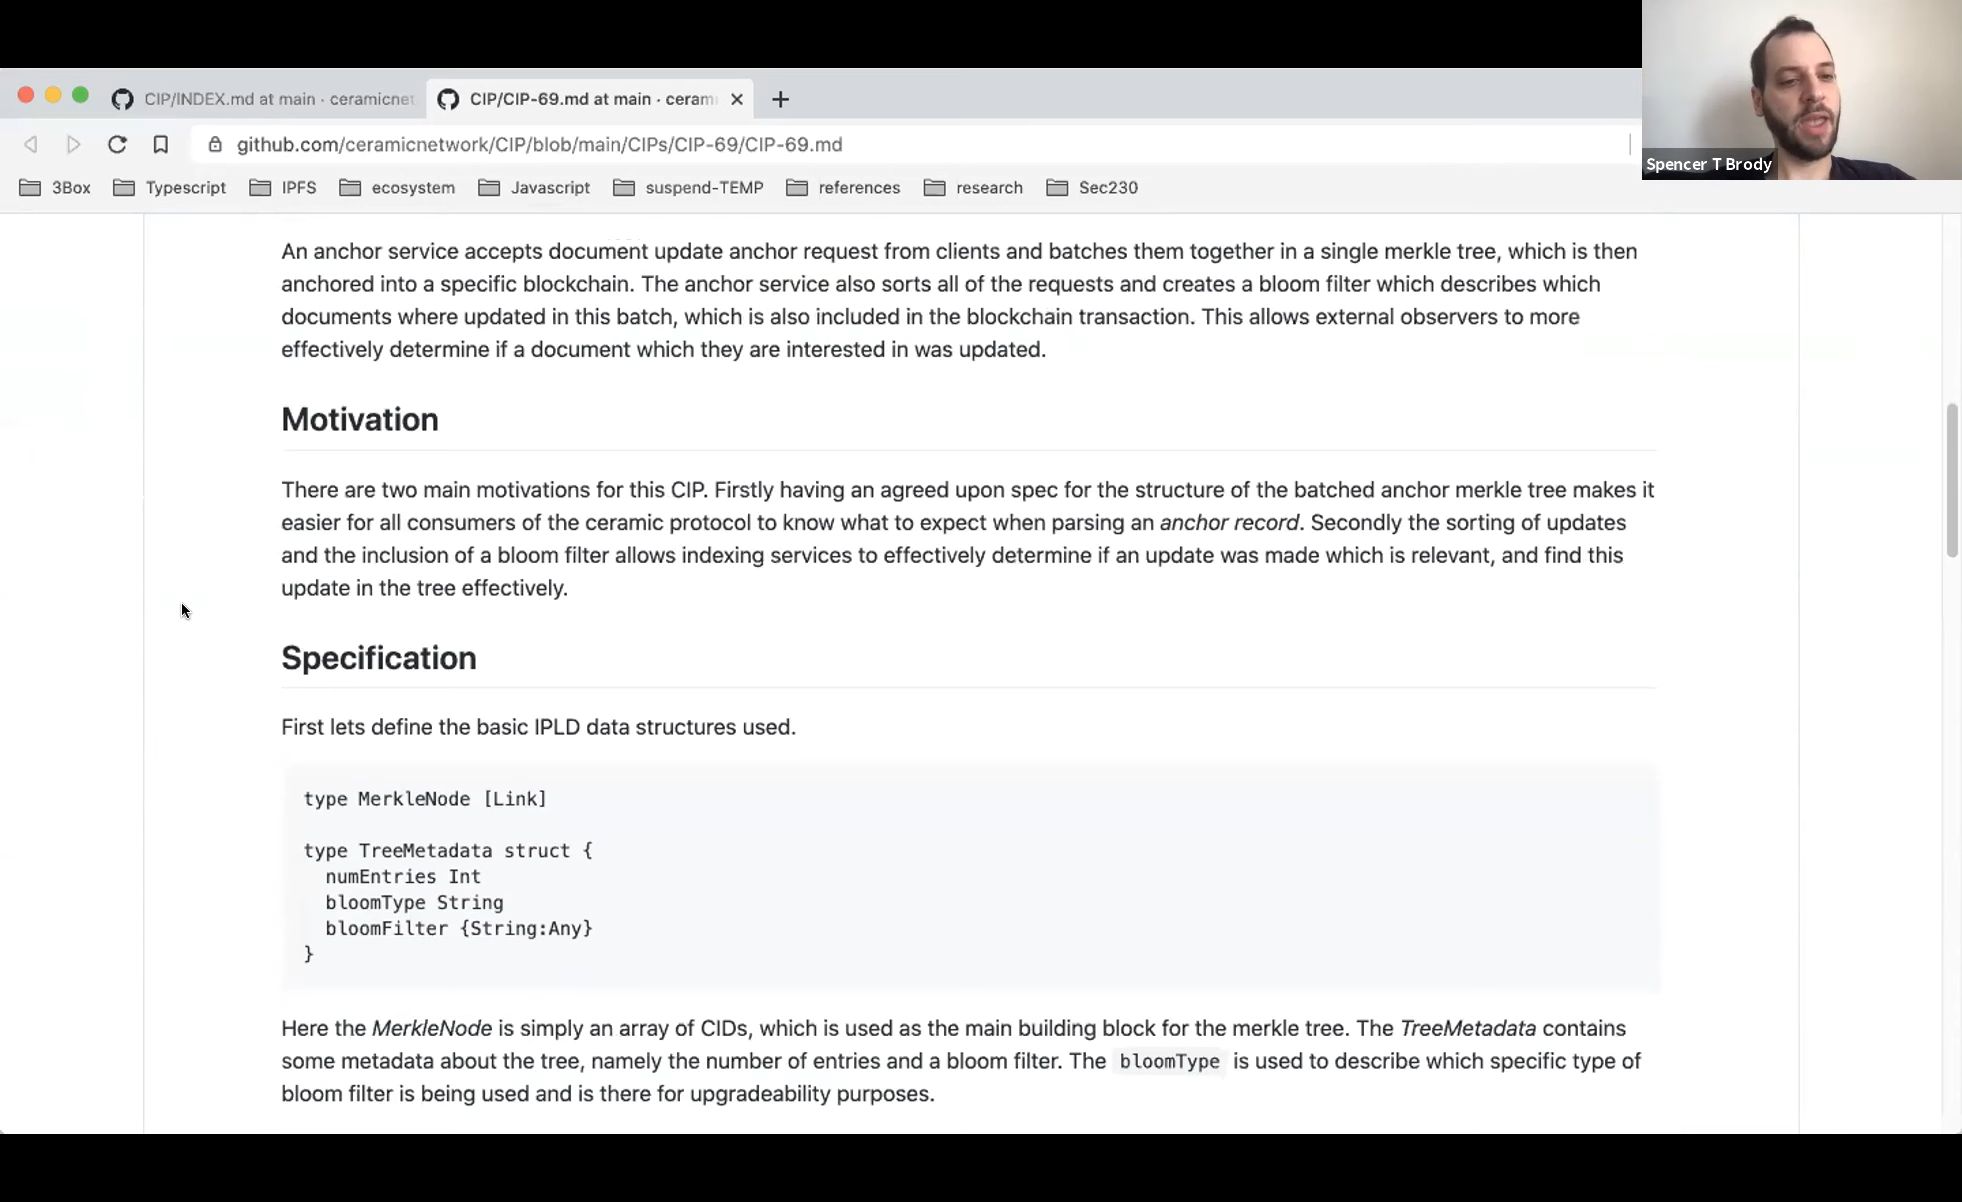 CIP/INDEX.md at main · ceramicnet
CIP/CIP-69.md at main · ceram
github.com/ceramicnetwork/CIP/blob/main/CIPs/CIP-69/CIP-69.md
Spencer T Brody
3Box Typescript IPFS ecosystem Javascript suspend-TEMP references research Sec230
An anchor service accepts document update anchor request from clients and batches them together in a single merkle tree, which is then
anchored into a specific blockchain. The anchor service also sorts all of the requests and creates a bloom filter which describes which
documents where updated in this batch, which is also included in the blockchain transaction. This allows external observers to more
effectively determine if a document which they are interested in was updated.
Motivation
There are two main motivations for this CIP. Firstly having an agreed upon spec for the structure of the batched anchor merkle tree makes it
easier for all consumers of the ceramic protocol to know what to expect when parsing an anchor record. Secondly the sorting of updates
and the inclusion of a bloom filter allows indexing services to effectively determine if an update was made which is relevant, and find this
update in the tree effectively.
Specification
First lets define the basic IPLD data structures used.
type MerkleNode [Link]
type TreeMetadata struct {
numEntries Int
bloomType String
bloomFilter {String:Any}
}
Here the MerkleNode is simply an array of CIDs, which is used as the main building block for the merkle tree. The TreeMetadata contains
some metadata about the tree, namely the number of entries and a bloom filter. The bloomType is used to describe which specific type of
bloom filter is being used and is there for upgradeability purposes.